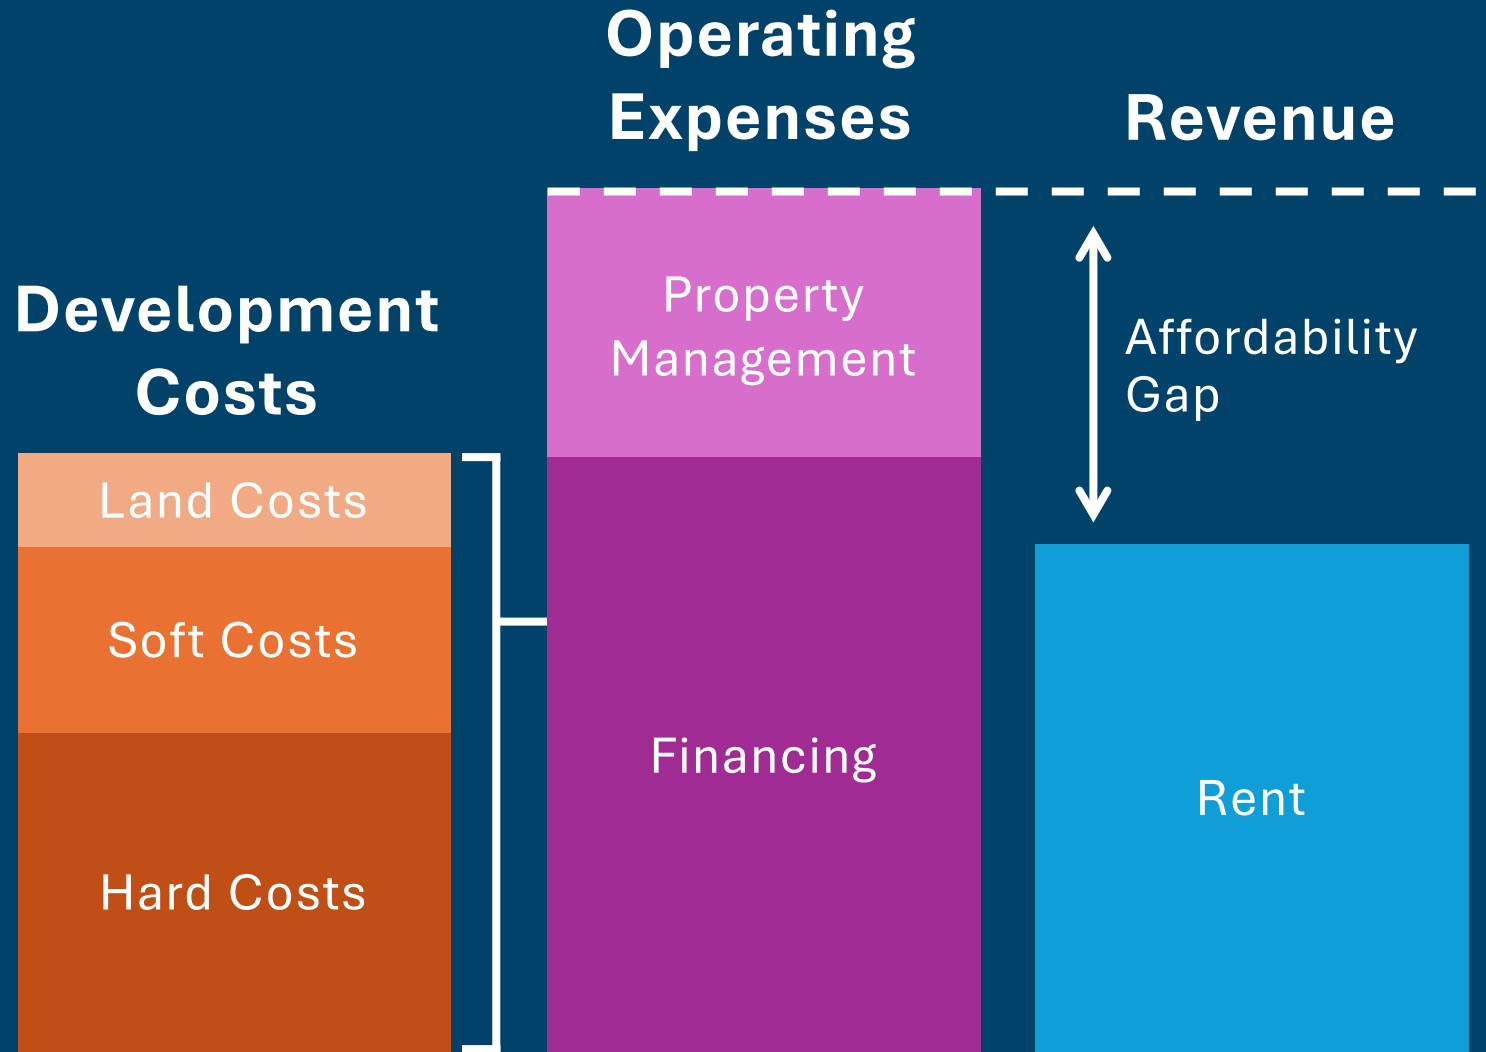 Development
Costs
Land Costs
Soft Costs
Hard Costs
Operating
Expenses
Property
Management
Financing
Revenue
Affordability
Gap
Rent